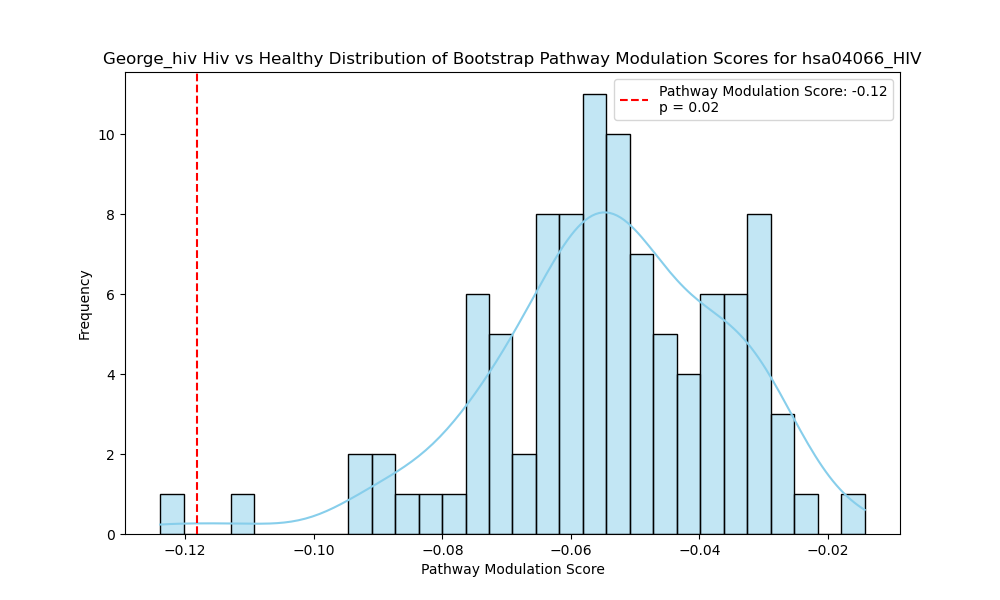 George_hiv Hiv vs Healthy Distribution of Bootstrap Pathway Modulation Scores for hsa04066_HIV
Pathway Modulation Score: -0.12
p = 0.02
Frequency
10
8
6
4
2
0
−0.12
−0.10
−0.08
−0.06
−0.04
−0.02
Pathway Modulation Score